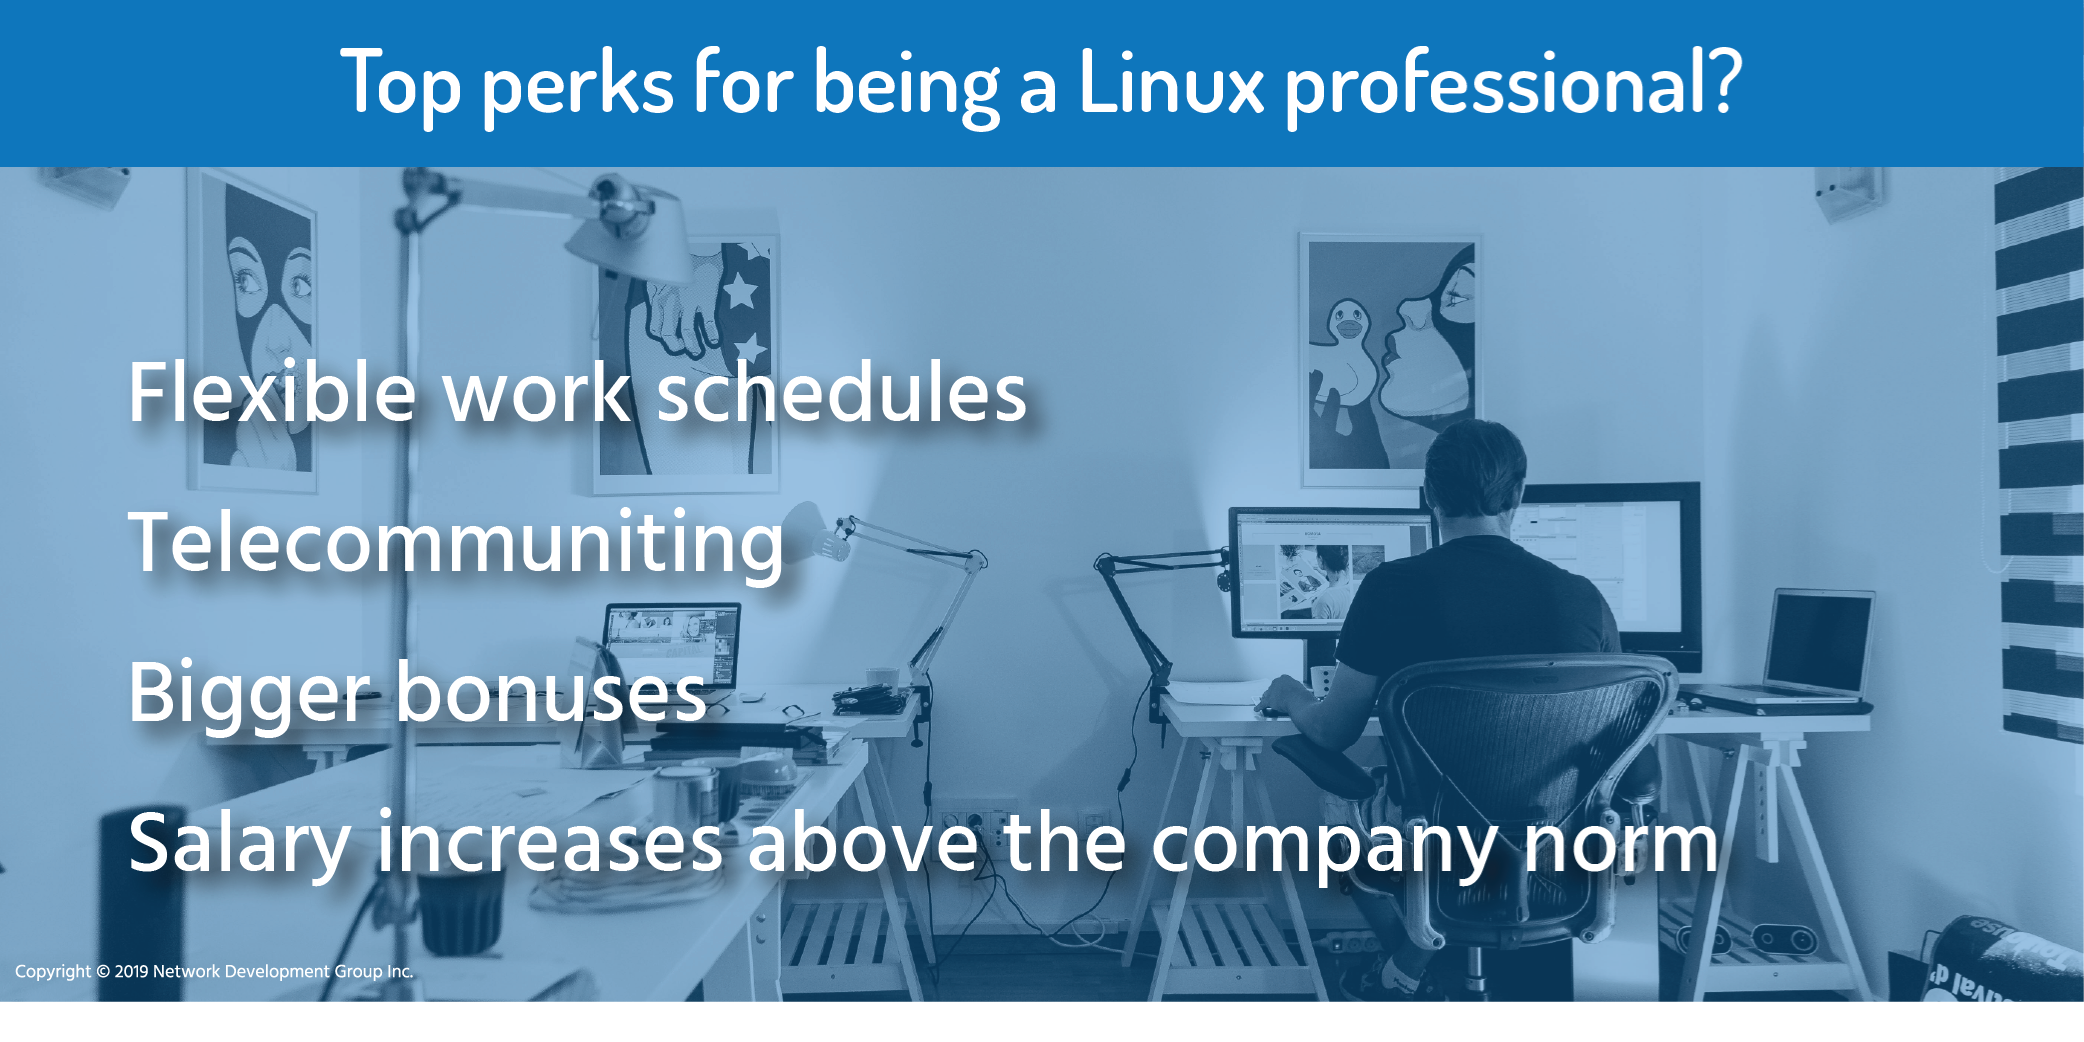 Top perks for being a Linux professional?
Flexible work schedules
Telecommuniting
Bigger bonuses
Salary increases above the company norm
Copyright © 2019 Network Development Group Inc.